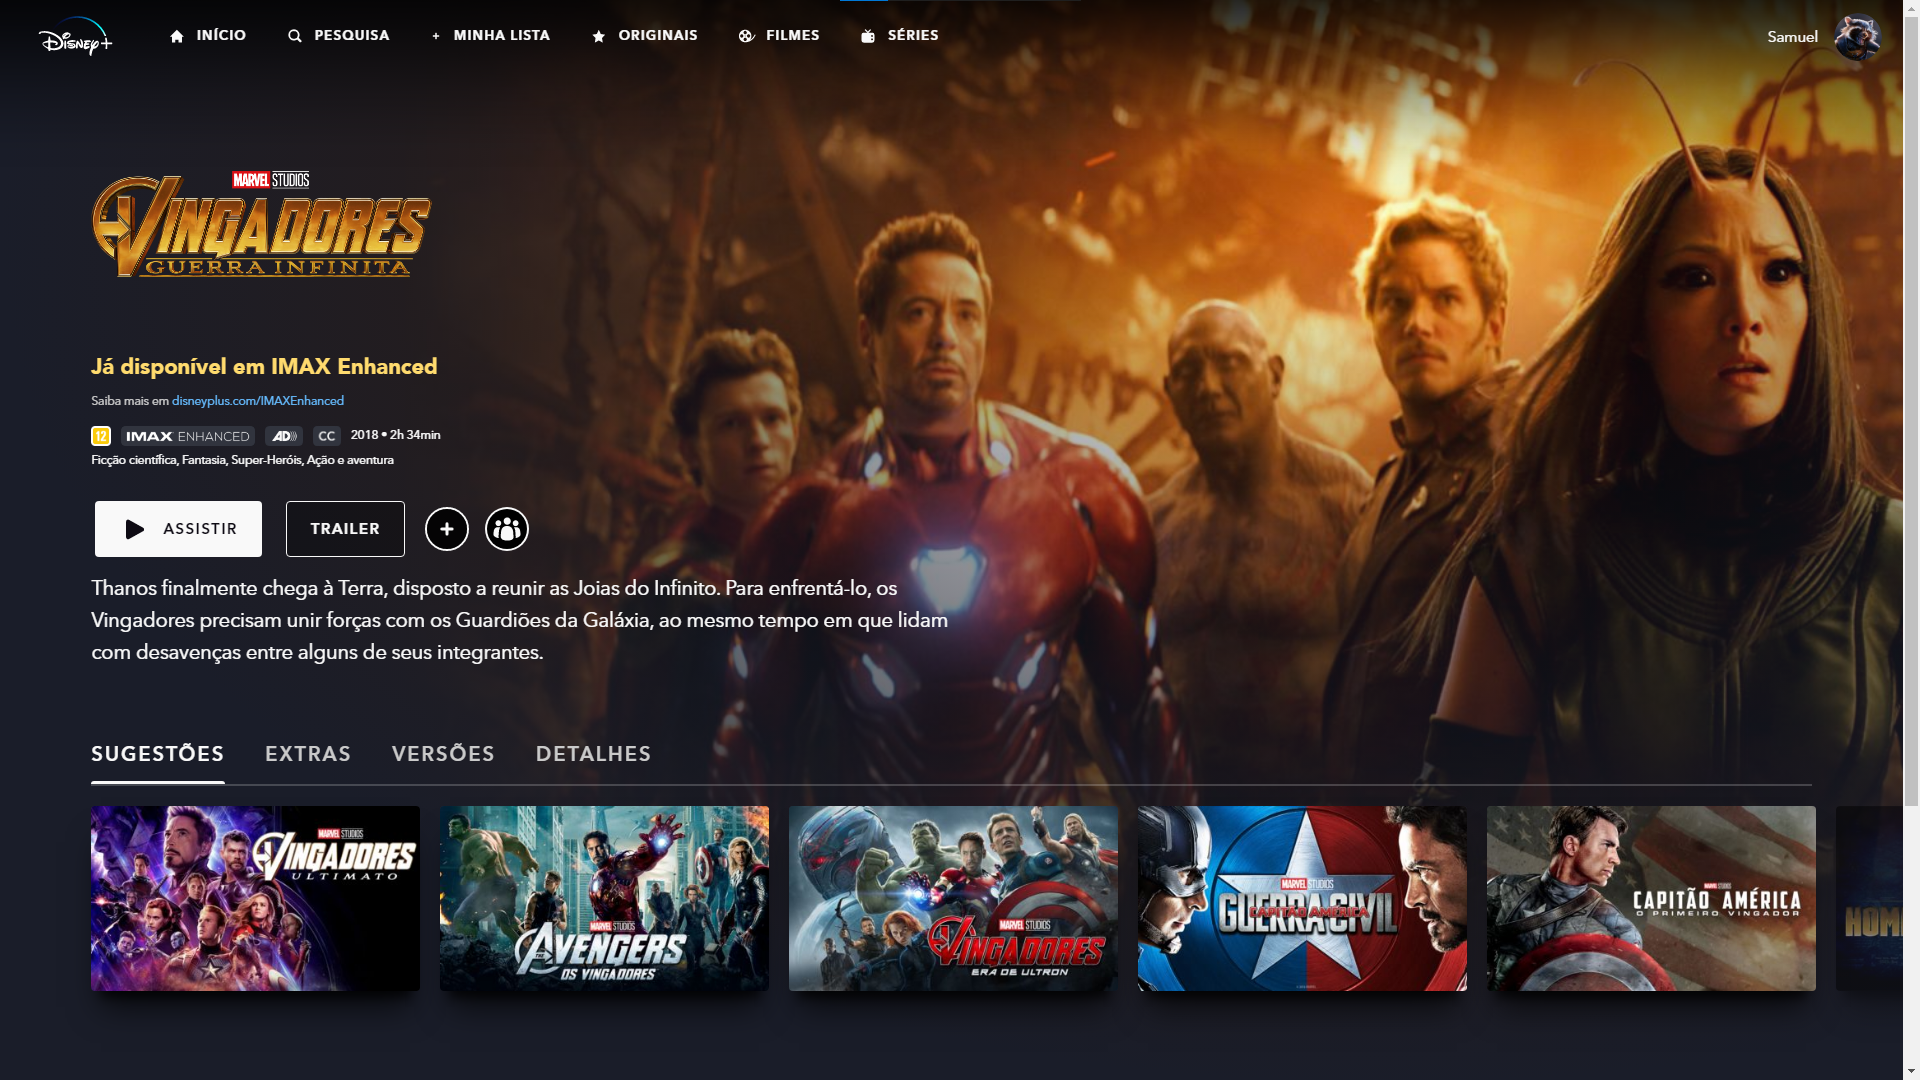 Disney+
INÍCIO
PESQUISA
+ MINHA LISTA
ORIGINAIS
FILMES
SÉRIES
Samuel
MARVEL STUDIOS
VINGADORES
GUERRA INFINITA
Já disponível em IMAX Enhanced
Saiba mais em disneyplus.com/IMAXEnhanced
12 IMAX ENHANCED AD CC 2018 • 2h 34min
Ficção científica, Fantasia, Super-Heróis, Ação e aventura
ASSISTIR
TRAILER
Thanos finalmente chega à Terra, disposto a reunir as Joias do Infinito. Para enfrentá-lo, os
Vingadores precisam unir forças com os Guardiões da Galáxia, ao mesmo tempo em que lidam
com desavenças entre alguns de seus integrantes.
SUGESTÕES
EXTRAS
VERSÕES
DETALHES
MARVEL STUDIOS
VINGADORES
ULTIMATO
MARVEL STUDIOS
THE AVENGERS
OS VINGADORES
MARVEL STUDIOS
VINGADORES
ERA DE ULTRON
MARVEL STUDIOS
CAPITÃO AMÉRICA
GUERRA CIVIL
MARVEL STUDIOS
CAPITÃO AMÉRICA
O PRIMEIRO VINGADOR